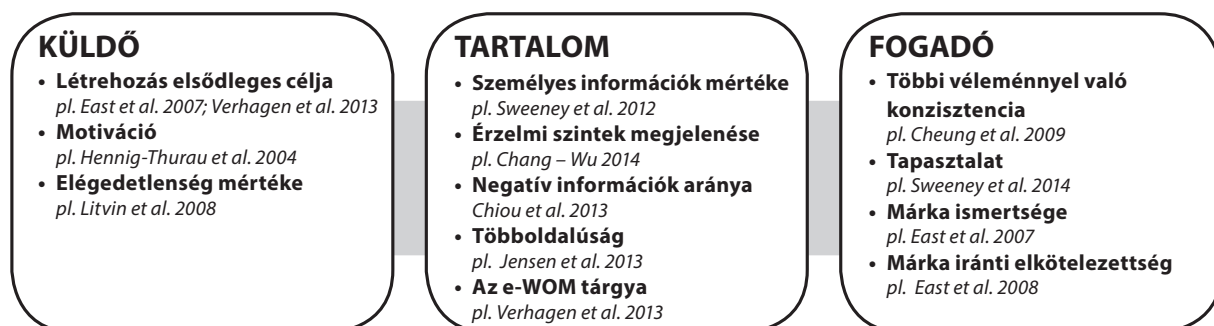 KÜLDŐ
• Létrehozás elsődleges célja
pl. East et al. 2007; Verhagen et al. 2013
• Motiváció
pl. Hennig-Thurau et al. 2004
• Elégedetlenség mértéke
pl. Litvin et al. 2008
TARTALOM
• Személyes információk mértéke
pl. Sweeney et al. 2012
• Érzelmi szintek megjelenése
pl. Chang – Wu 2014
• Negatív információk aránya
Chiou et al. 2013
• Többoldalúság
pl. Jensen et al. 2013
• Az e-WOM tárgya
pl. Verhagen et al. 2013
FOGADÓ
• Többi véleménnyel való
konzisztencia
pl. Cheung et al. 2009
• Tapasztalat
pl. Sweeney et al. 2014
• Márka ismertsége
pl. East et al. 2007
• Márka iránti elkötelezettség
pl. East et al. 2008